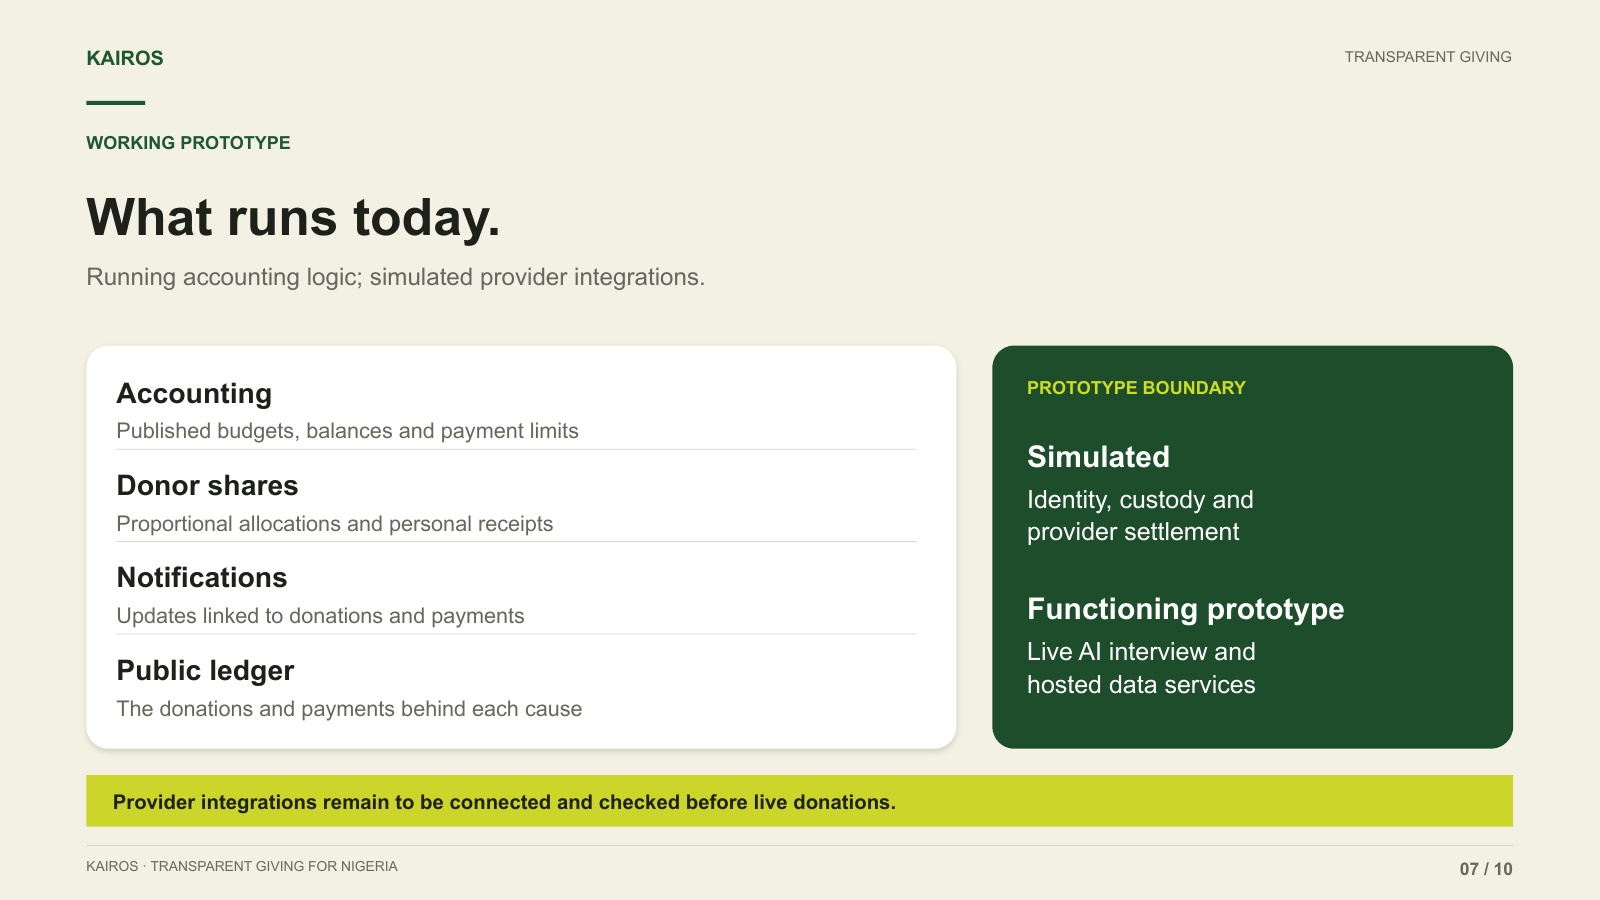 KAIROS
TRANSPARENT GIVING
WORKING PROTOTYPE
What runs today.
Running accounting logic; simulated provider integrations.
Accounting
Published budgets, balances and payment limits
Donor shares
Proportional allocations and personal receipts
Notifications
Updates linked to donations and payments
Public ledger
The donations and payments behind each cause
PROTOTYPE BOUNDARY
Simulated
Identity, custody and
provider settlement
Functioning prototype
Live AI interview and
hosted data services
Provider integrations remain to be connected and checked before live donations.
KAIROS · TRANSPARENT GIVING FOR NIGERIA
07 / 10